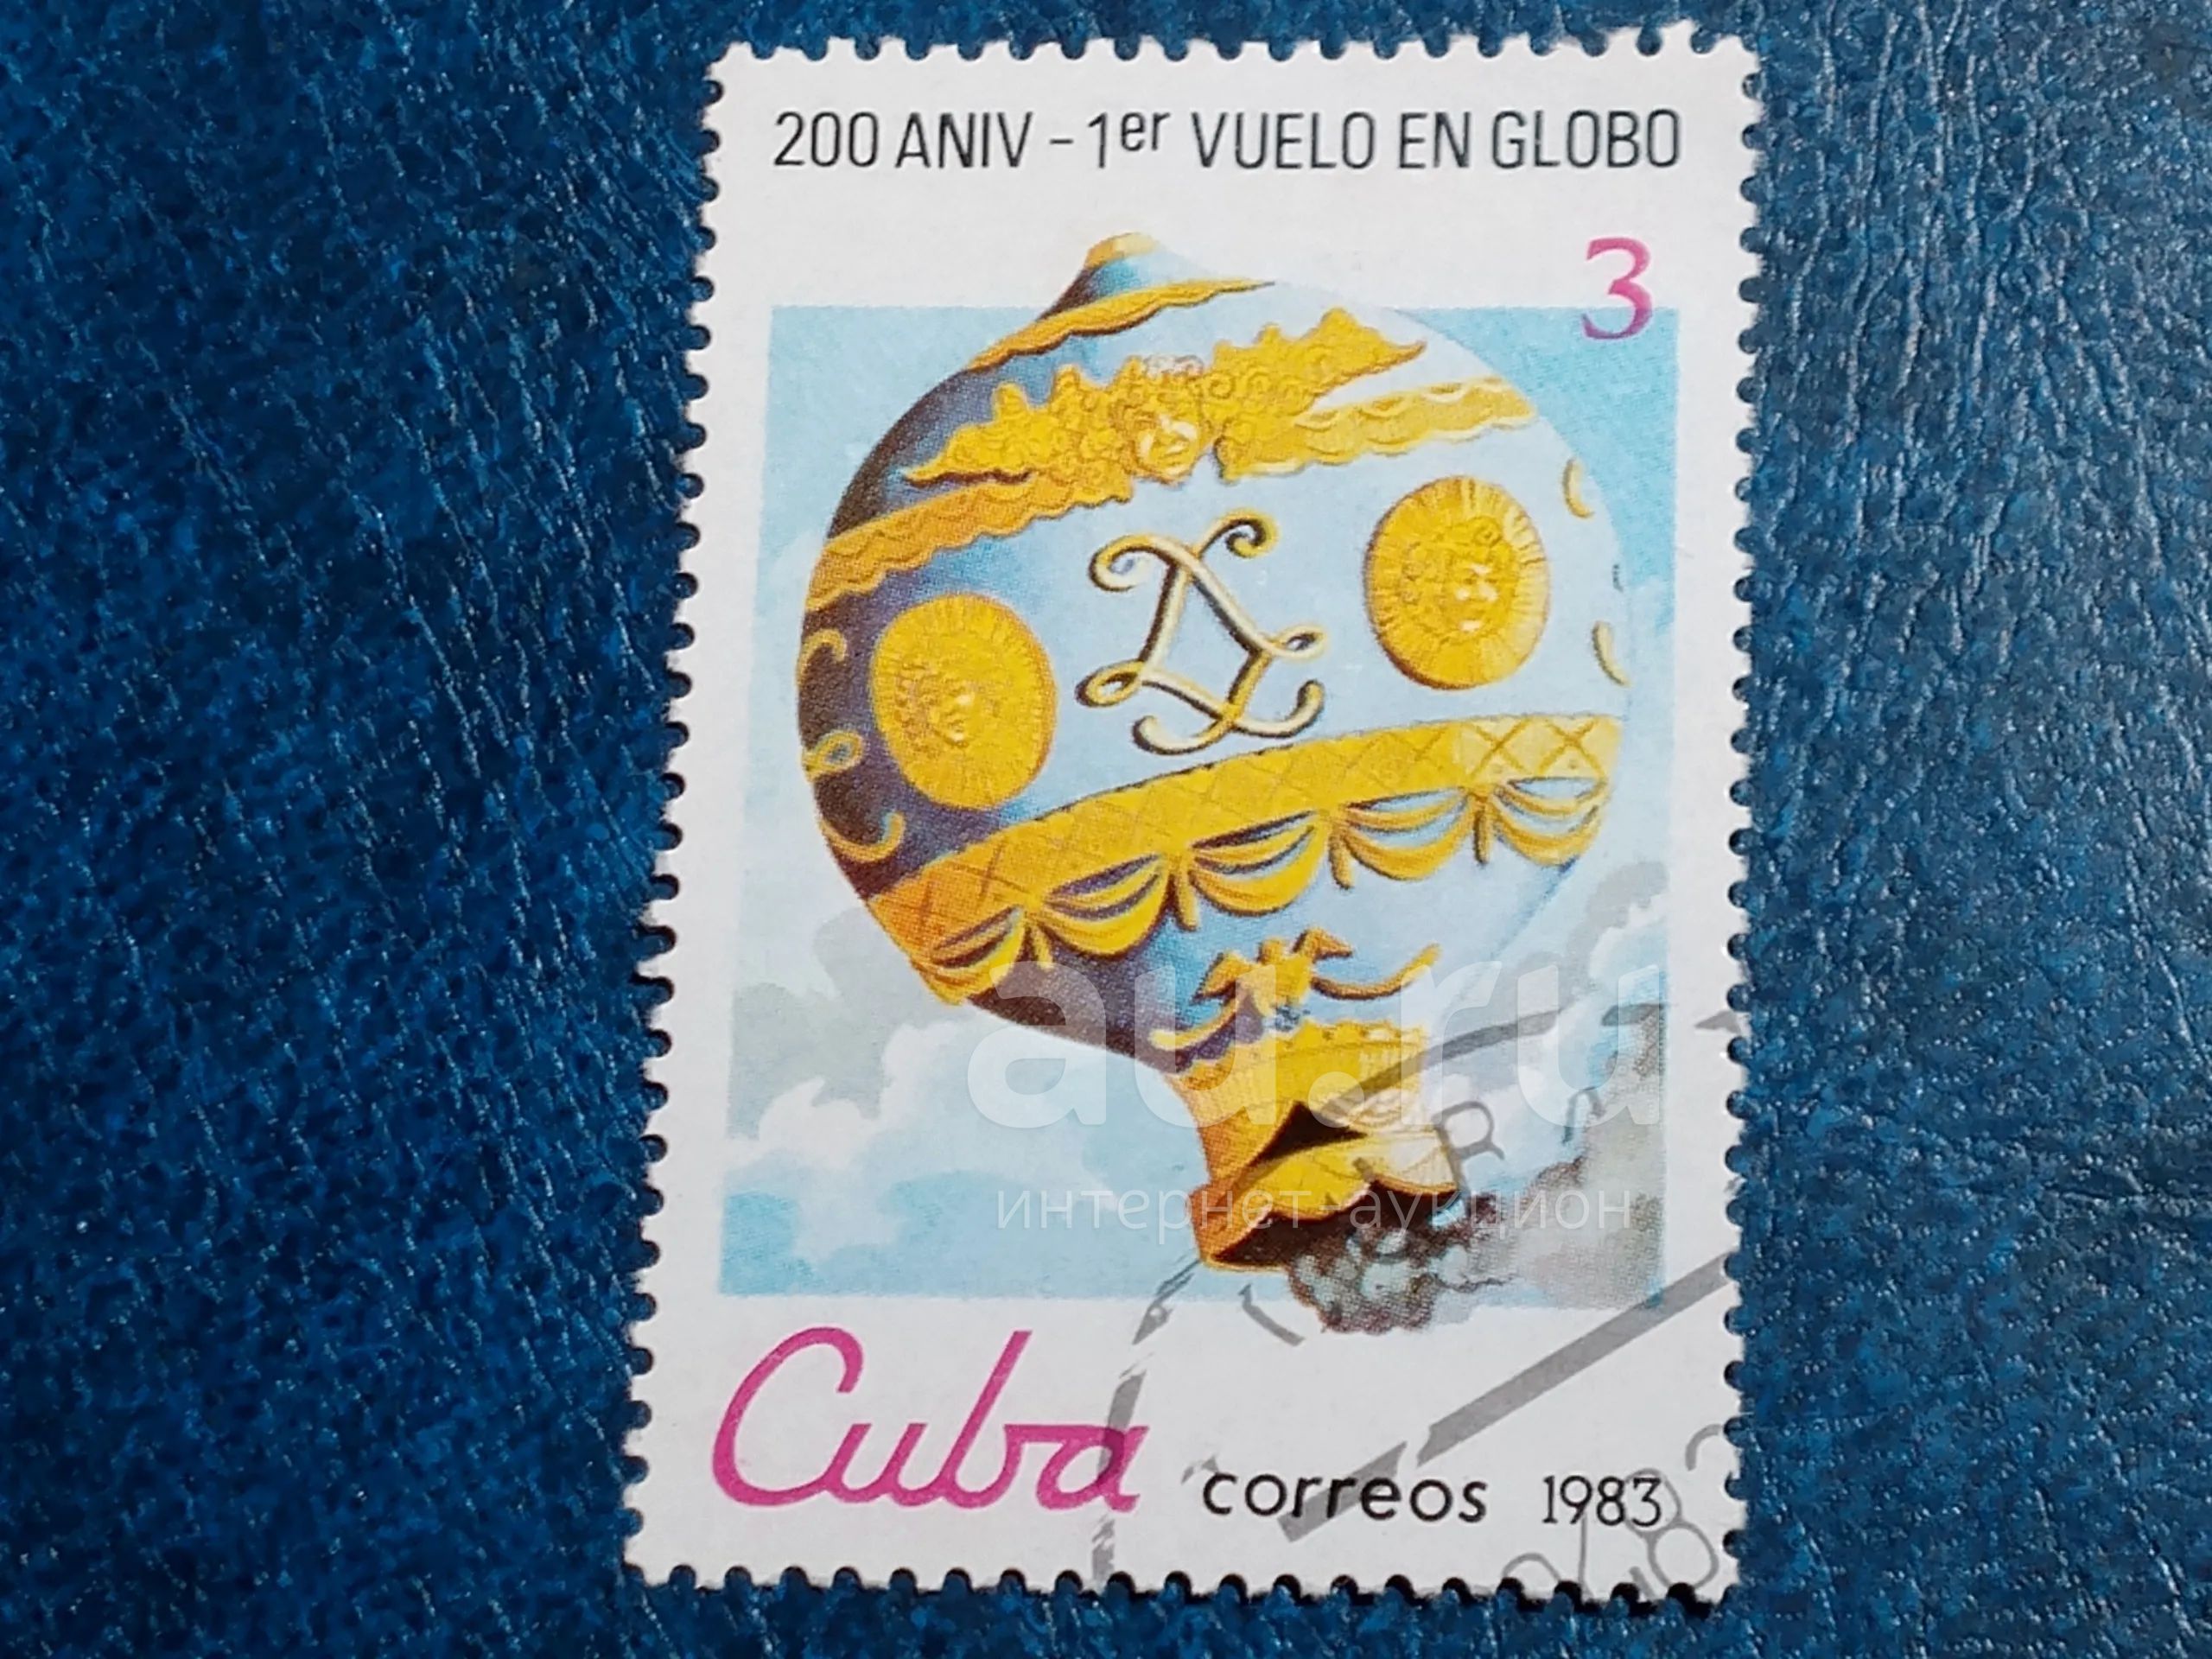 200 ANIV - 1er VUELO EN GLOBO
3
au.ru
интернет аукцион
Cuba correos 1983